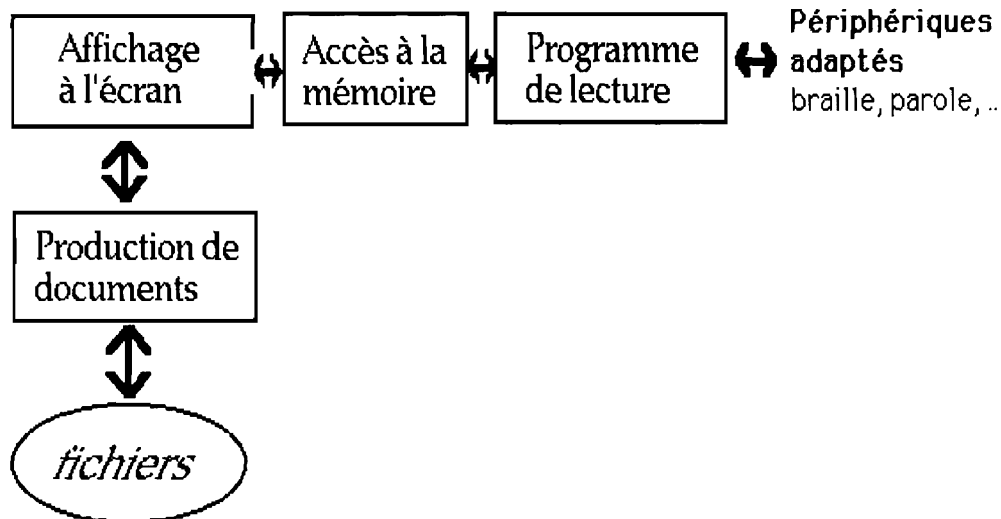 Affichage
à l'écran
Accès à la
mémoire
Programme
de lecture
Périphériques
adaptés
braille, parole, ..
Production de
documents
fichiers